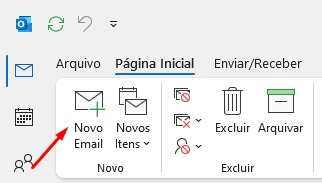 Arquivo Página Inicial Enviar/Receber
Novo Email
Novos Itens
Excluir
Arquivar
Novo
Excluir